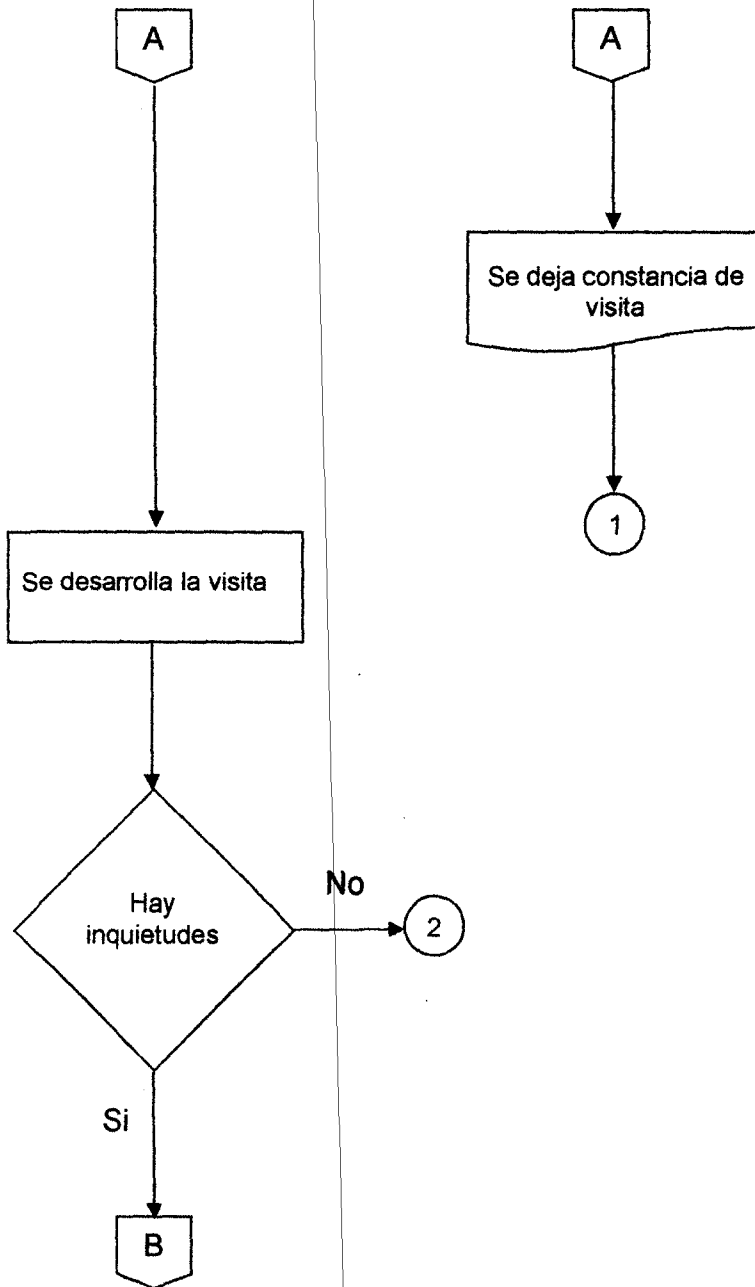 A
A
Se deja constancia de
visita
1
Se desarrolla la visita
Hay
inquietudes
No
2
Si
B